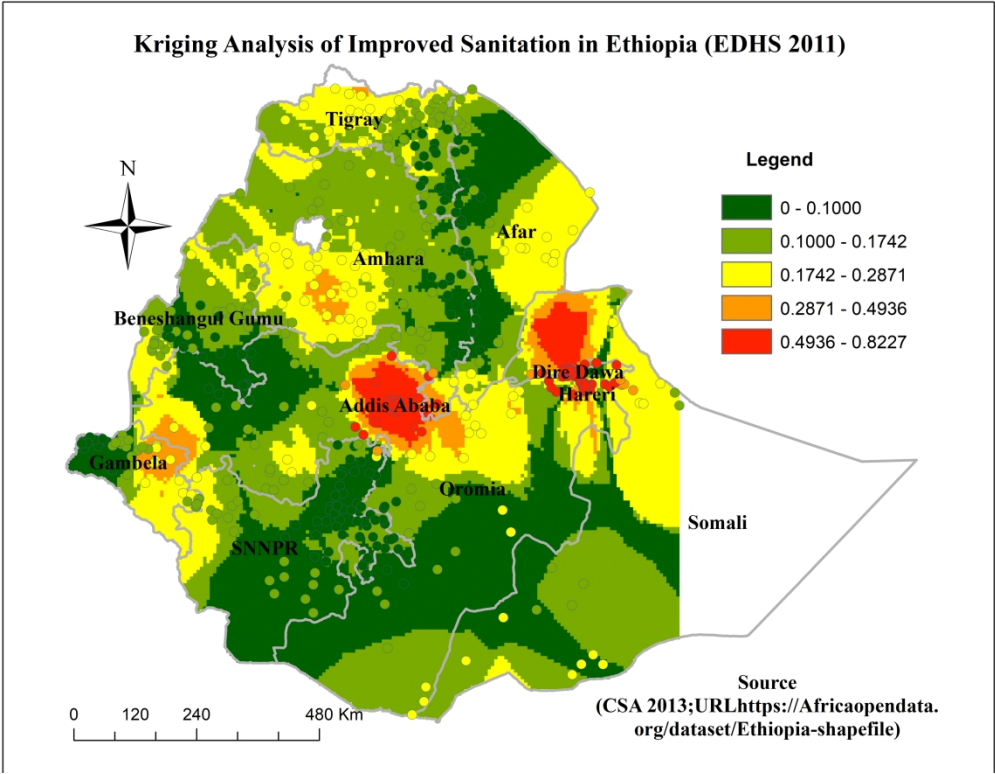 Kriging Analysis of Improved Sanitation in Ethiopia (EDHS 2011)
Tigray
N
Legend
0 - 0.1000
0.1000 - 0.1742
0.1742 - 0.2871
0.2871 - 0.4936
0.4936 - 0.8227
Afar
Amhara
Beneshangul Gumu
Dire Dawa
Hareri
Addis Ababa
Gambela
Oromia
Somali
SNNPR
Source
(CSA 2013;URLhttps://Africaopendata.
org/dataset/Ethiopia-shapefile)
0 120 240 480 Km